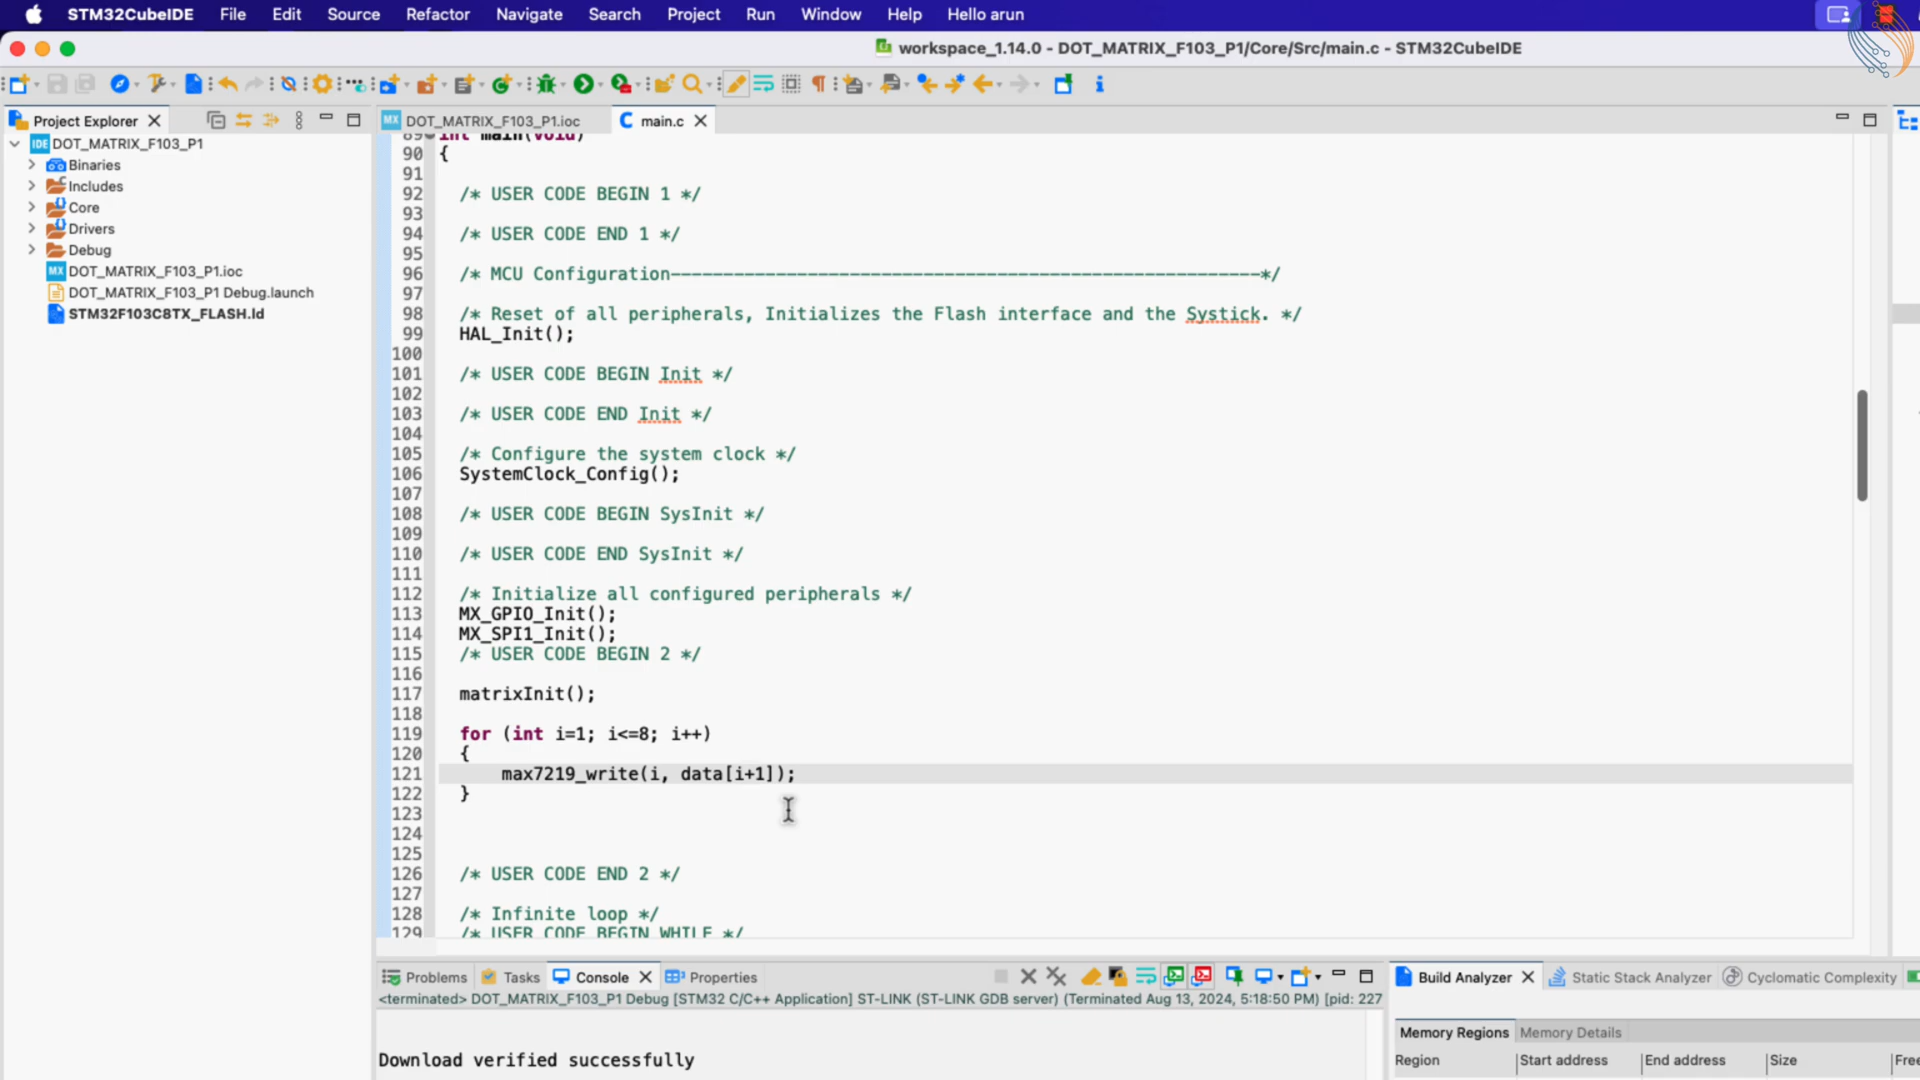 STM32CubeIDE File Edit Source Refactor Navigate Search Project Run Window Help Hello arun
workspace_1.14.0 - DOT_MATRIX_F103_P1/Core/Src/main.c - STM32CubeIDE
Project Explorer
DOT_MATRIX_F103_P1.ioc
main.c
DOT_MATRIX_F103_P1
Binaries
Includes
Core
Drivers
Debug
DOT_MATRIX_F103_P1.ioc
DOT_MATRIX_F103_P1 Debug.launch
STM32F103C8TX_FLASH.ld
89 int main(void)
90 {
91
92 /* USER CODE BEGIN 1 */
93
94 /* USER CODE END 1 */
95
96 /* MCU Configuration--------------------------------------------------------*/
97
98 /* Reset of all peripherals, Initializes the Flash interface and the Systick. */
99 HAL_Init();
100
101 /* USER CODE BEGIN Init */
102
103 /* USER CODE END Init */
104
105 /* Configure the system clock */
106 SystemClock_Config();
107
108 /* USER CODE BEGIN SysInit */
109
110 /* USER CODE END SysInit */
111
112 /* Initialize all configured peripherals */
113 MX_GPIO_Init();
114 MX_SPI1_Init();
115 /* USER CODE BEGIN 2 */
116
117 matrixInit();
118
119 for (int i=1; i<=8; i++)
120 {
121 max7219_write(i, data[i+1]);
122 }
123
124
125
126 /* USER CODE END 2 */
127
128 /* Infinite loop */
129 /* USER CODE BEGIN WHILE */
Problems Tasks Console Properties
<terminated> DOT_MATRIX_F103_P1 Debug [STM32 C/C++ Application] ST-LINK (ST-LINK GDB server) (Terminated Aug 13, 2024, 5:18:50 PM) [pid: 227
Download verified successfully
Build Analyzer Static Stack Analyzer Cyclomatic Complexity
Memory Regions Memory Details
Region Start address End address Size Free